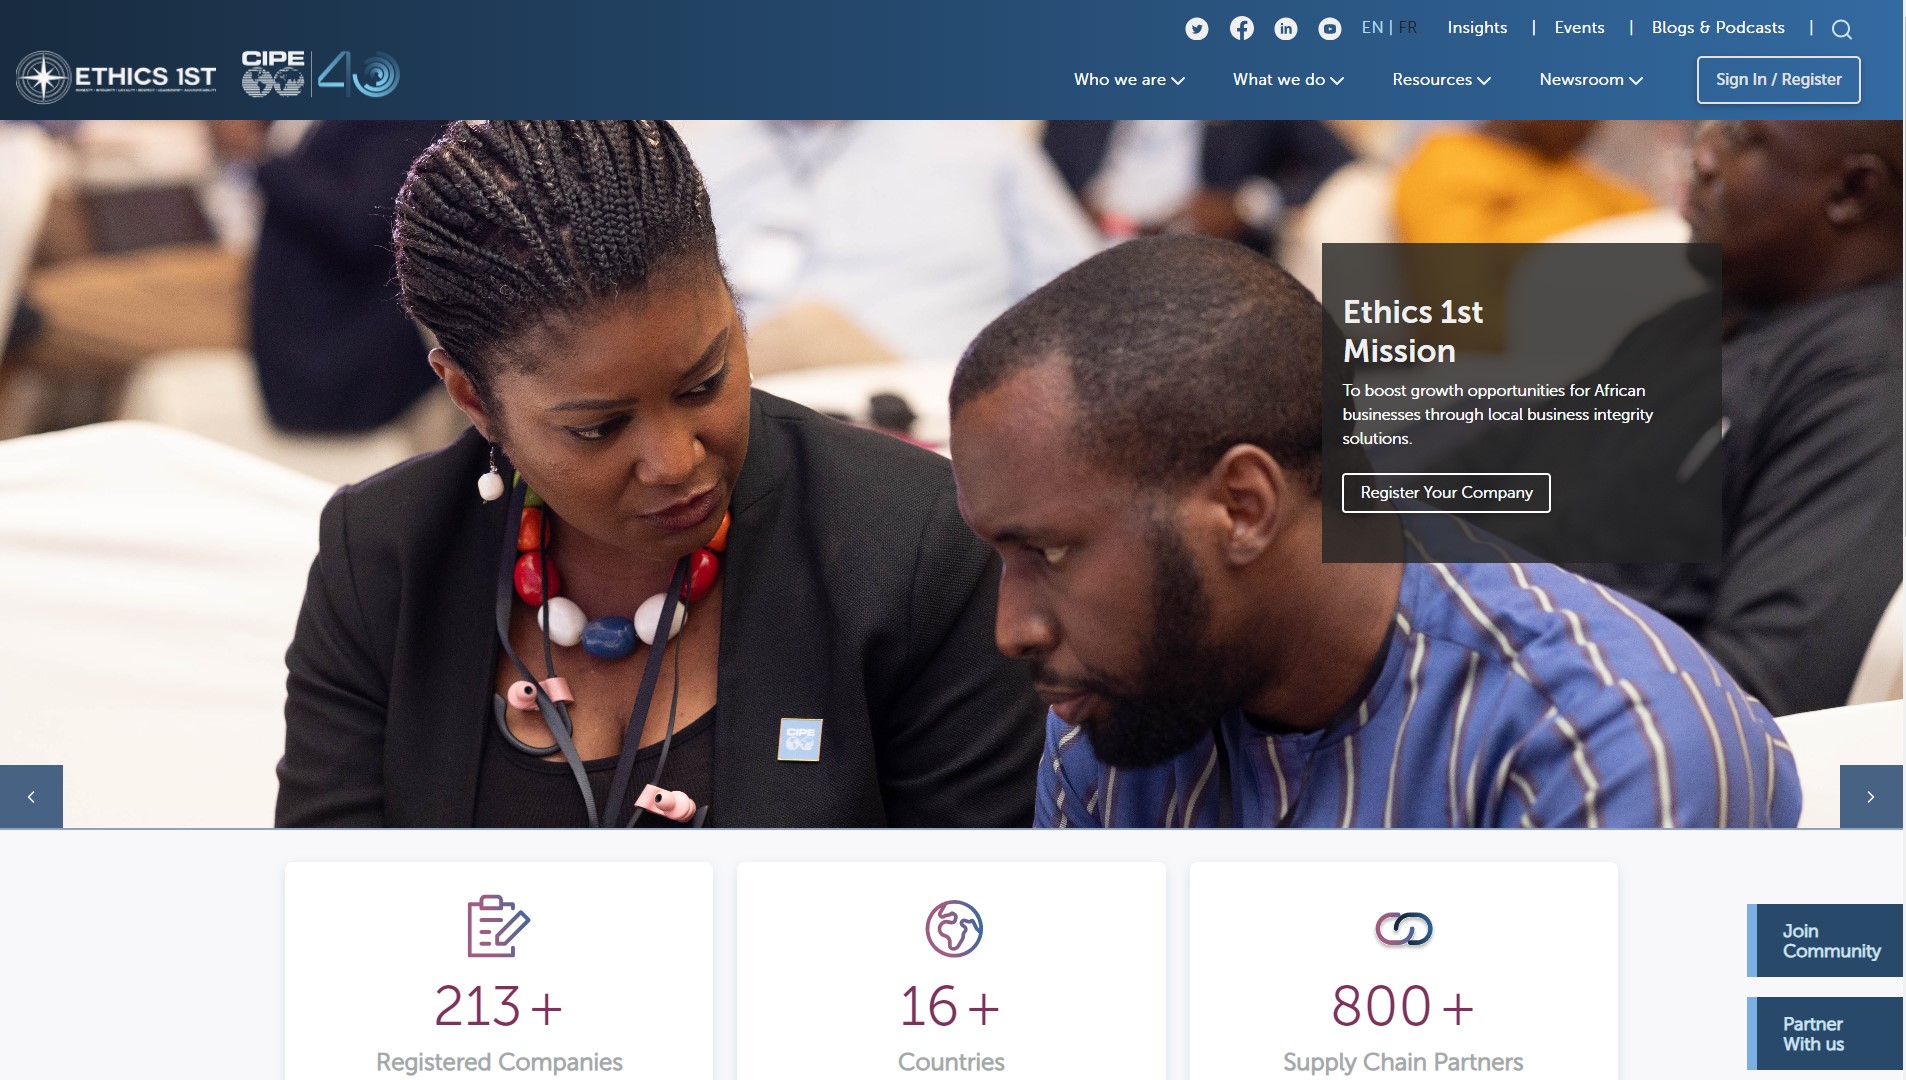 EN | FR
Insights | Events | Blogs & Podcasts |
ETHICS 1ST
CIPE
40
Who we are
What we do
Resources
Newsroom
Sign In / Register
Ethics 1st
Mission
To boost growth opportunities for African
businesses through local business integrity
solutions.
Register Your Company
CIPE
213+
Registered Companies
16+
Countries
800+
Supply Chain Partners
Join
Community
Partner
With us